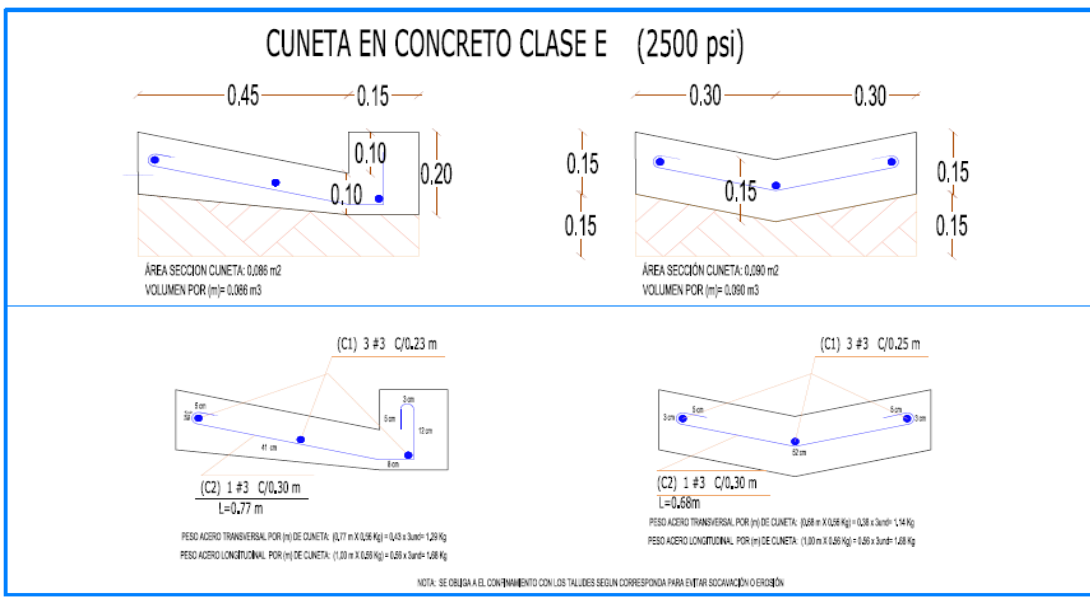 CUNETA EN CONCRETO CLASE E (2500 psi)
0.45
0.15
0.10
0.10
0.20
0.30
0.30
0.15
0.15
0.15
0.15
0.15
ÁREA SECCION CUNETA: 0,086 m2
VOLUMEN POR (m)= 0.086 m3
ÁREA SECCIÓN CUNETA: 0,090 m2
VOLUMEN POR (m)= 0.090 m3
(C1) 3 #3 C/0.23 m
5 cm
41 cm
3 cm
5 cm
12 cm
8 cm
(C2) 1 #3 C/0.30 m
L=0.77 m
PESO ACERO TRANSVERSAL POR (m) DE CUNETA: (0,77 m X 0,56 Kg) = 0,43 x 3und= 1,29 Kg
PESO ACERO LONGITUDINAL POR (m) DE CUNETA: (1,00 m X 0,56 Kg) = 0,56 x 3und= 1,68 Kg
(C1) 3 #3 C/0.25 m
3 cm
5 cm
5 cm
3 cm
52 cm
(C2) 1 #3 C/0.30 m
L=0.68m
PESO ACERO TRANSVERSAL POR (m) DE CUNETA: (0,68 m X 0,56 Kg) = 0,38 x 3und= 1,14 Kg
PESO ACERO LONGITUDINAL POR (m) DE CUNETA: (1,00 m X 0,56 Kg) = 0,56 x 3und= 1,68 Kg
NOTA: SE OBLIGA A EL CONFINAMIENTO CON LOS TALUDES SEGUN CORRESPONDA PARA EVITAR SOCAVACIÓN O EROSIÓN